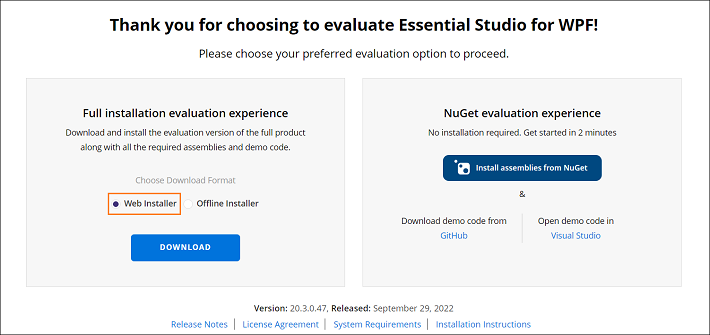 Thank you for choosing to evaluate Essential Studio for WPF!
Please choose your preferred evaluation option to proceed.
Full installation evaluation experience
Download and install the evaluation version of the full product
along with all the required assemblies and demo code.
Choose Download Format
Web Installer
Offline Installer
DOWNLOAD
NuGet evaluation experience
No installation required. Get started in 2 minutes
Install assemblies from NuGet
&
Download demo code from
GitHub
Open demo code in
Visual Studio
Version: 20.3.0.47, Released: September 29, 2022
Release Notes | License Agreement | System Requirements | Installation Instructions